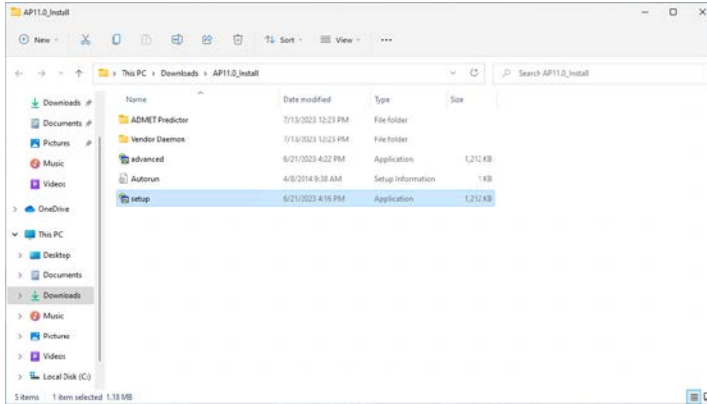 AP11.0_Install
New
Sort
View
This PC > Downloads > AP11.0_Install
Search AP11.0_Install
Downloads
Documents
Pictures
Music
Videos
OneDrive
This PC
Desktop
Documents
Downloads
Music
Pictures
Videos
Local Disk (C:)
Name Date modified Type Size
ADMET Predictor 7/13/2023 12:23 PM File folder
Vendor Daemon 7/13/2023 12:23 PM File folder
advanced 6/21/2023 4:22 PM Application 1,212 KB
Autorun 4/8/2014 9:38 AM Setup Information 1 KB
setup 6/21/2023 4:16 PM Application 1,212 KB
5 items 1 item selected 1.18 MB